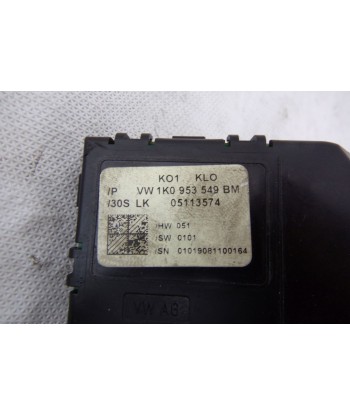 KO1 KLO
/P VW 1K0 953 549 BM
/30S LK 05113574
/HW 051
/SW 0101
/SN 01019081100164
VW AG